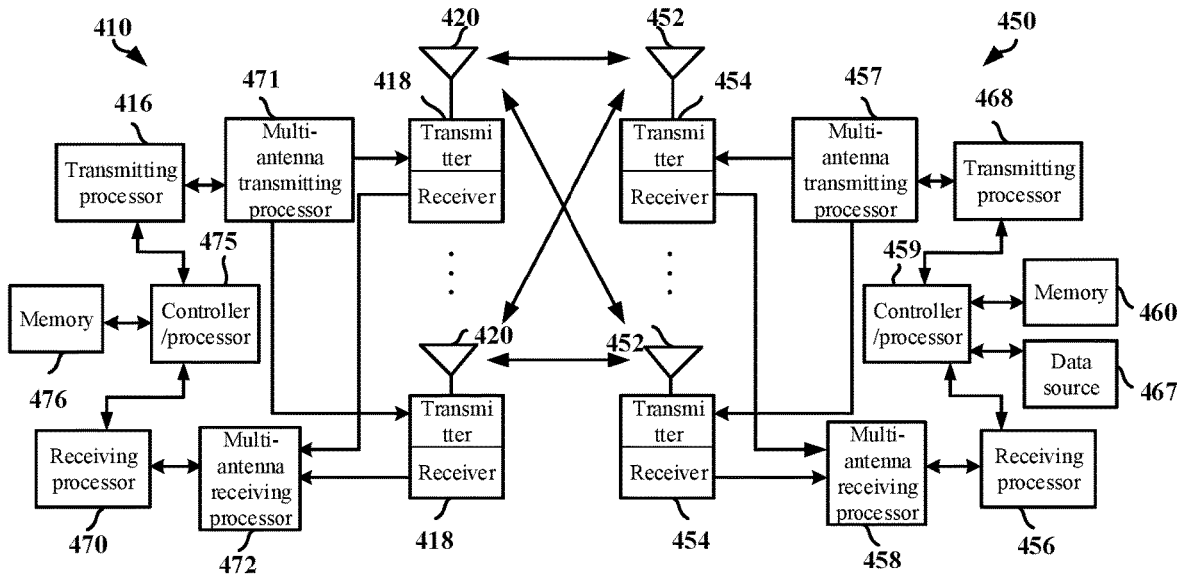 410
420
452
450
471
418
454
457
468
416
Multi-
antenna
transmitting
processor
Transmi
tter
Receiver
Transmi
tter
Receiver
Multi-
antenna
transmitting
processor
Transmitting
processor
Transmitting
processor
475
459
Memory
Controller
/processor
Controller
/processor
Memory
460
476
420
452
Data
source
467
Transmi
tter
Receiver
Transmi
tter
Receiver
Receiving
processor
Multi-
antenna
receiving
processor
Multi-
antenna
receiving
processor
Receiving
processor
470
472
418
454
458
456